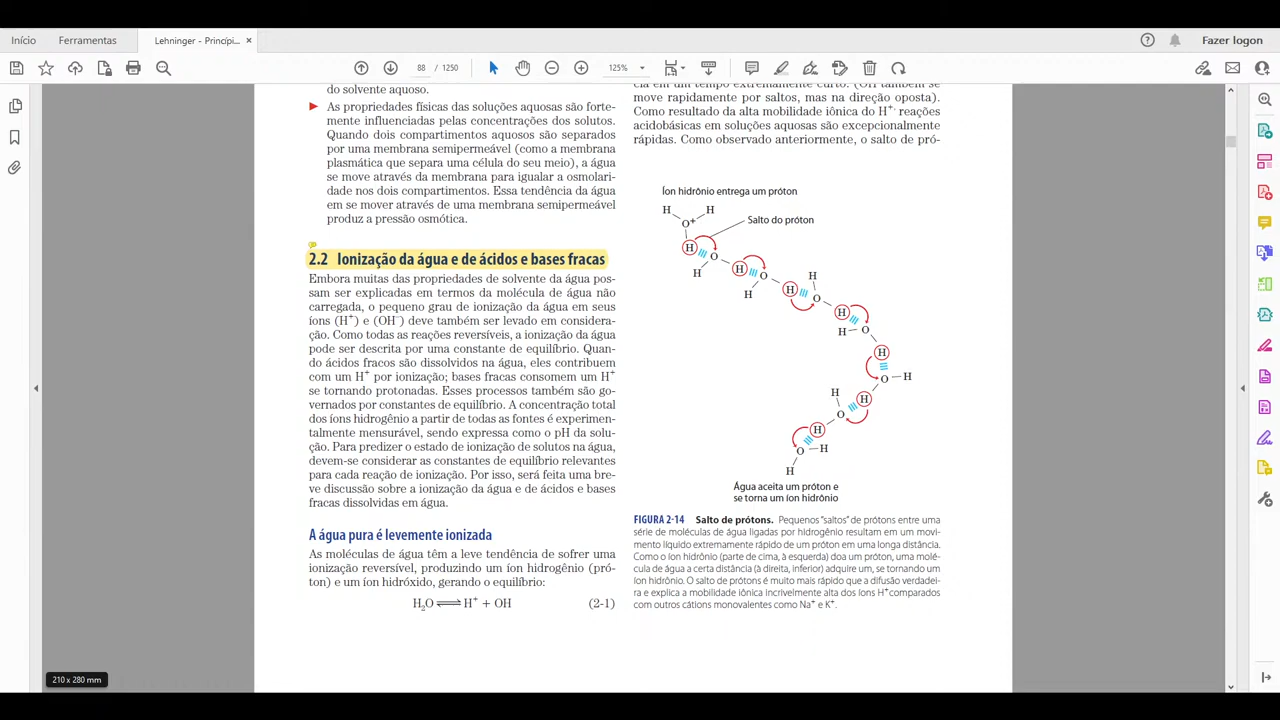 Início
Ferramentas
Lehninger - Princípi...
Fazer logon
88 / 1250
125%
do solvente aquoso.
As propriedades físicas das soluções aquosas são forte-
mente influenciadas pelas concentrações dos solutos.
Quando dois compartimentos aquosos são separados
por uma membrana semipermeável (como a membrana
plasmática que separa uma célula do seu meio), a água
se move através da membrana para igualar a osmolari-
dade nos dois compartimentos. Essa tendência da água
em se mover através de uma membrana semipermeável
produz a pressão osmótica.
2.2 Ionização da água e de ácidos e bases fracas
Embora muitas das propriedades de solvente da água pos-
sam ser explicadas em termos da molécula de água não
carregada, o pequeno grau de ionização da água em seus
íons (H⁺) e (OH⁻) deve também ser levado em considera-
ção. Como todas as reações reversíveis, a ionização da água
pode ser descrita por uma constante de equilíbrio. Quan-
do ácidos fracos são dissolvidos na água, eles contribuem
com um H⁺ por ionização; bases fracas consomem um H⁺
se tornando protonadas. Esses processos também são go-
vernados por constantes de equilíbrio. A concentração total
dos íons hidrogênio a partir de todas as fontes é experimen-
talmente mensurável, sendo expressa como o pH da solu-
ção. Para predizer o estado de ionização de solutos na água,
devem-se considerar as constantes de equilíbrio relevantes
para cada reação de ionização. Por isso, será feita uma bre-
ve discussão sobre a ionização da água e de ácidos e bases
fracas dissolvidas em água.
A água pura é levemente ionizada
As moléculas de água têm a leve tendência de sofrer uma
ionização reversível, produzindo um íon hidrogênio (pró-
ton) e um íon hidróxido, gerando o equilíbrio:
H₂O ⇌ H⁺ + OH (2-1)
cia em um tempo extremamente curto. (OH também se
move rapidamente por saltos, mas na direção oposta).
Como resultado da alta mobilidade iônica do H⁺· reações
acidobásicas em soluções aquosas são excepcionalmente
rápidas. Como observado anteriormente, o salto de pró-
Íon hidrônio entrega um próton
H H
O⁺
Salto do próton
H
O
H
H
O
H
H
H
O
H
H O
H
O H
H
H
O
H
O H
H
Água aceita um próton e
se torna um íon hidrônio
FIGURA 2-14 Salto de prótons. Pequenos "saltos" de prótons entre uma
série de moléculas de água ligadas por hidrogênio resultam em um movi-
mento líquido extremamente rápido de um próton em uma longa distância.
Como o íon hidrônio (parte de cima, à esquerda) doa um próton, uma molé-
cula de água a certa distância (à direita, inferior) adquire um, se tornando um
íon hidrônio. O salto de prótons é muito mais rápido que a difusão verdadei-
ra e explica a mobilidade iônica incrivelmente alta dos íons H⁺comparados
com outros cátions monovalentes como Na⁺ e K⁺.
210 x 280 mm